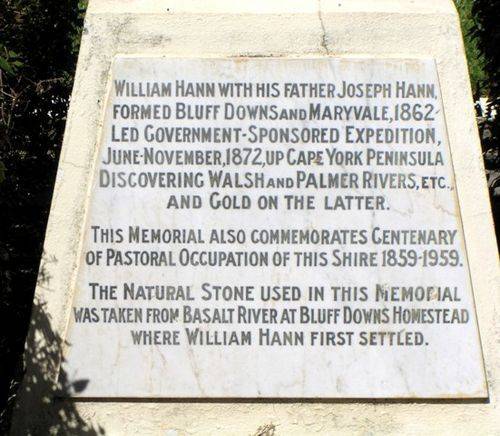 WILLIAM HANN WITH HIS FATHER JOSEPH HANN,
FORMED BLUFF DOWNS AND MARYVALE, 1862
LED GOVERNMENT-SPONSORED EXPEDITION,
JUNE-NOVEMBER, 1872, UP CAPE YORK PENINSULA
DISCOVERING WALSH AND PALMER RIVERS, ETC.,
AND GOLD ON THE LATTER.
THIS MEMORIAL ALSO COMMEMORATES CENTENARY
OF PASTORAL OCCUPATION OF THIS SHIRE 1859-1959.
THE NATURAL STONE USED IN THIS MEMORIAL
WAS TAKEN FROM BASALT RIVER AT BLUFF DOWNS HOMESTEAD
WHERE WILLIAM HANN FIRST SETTLED.